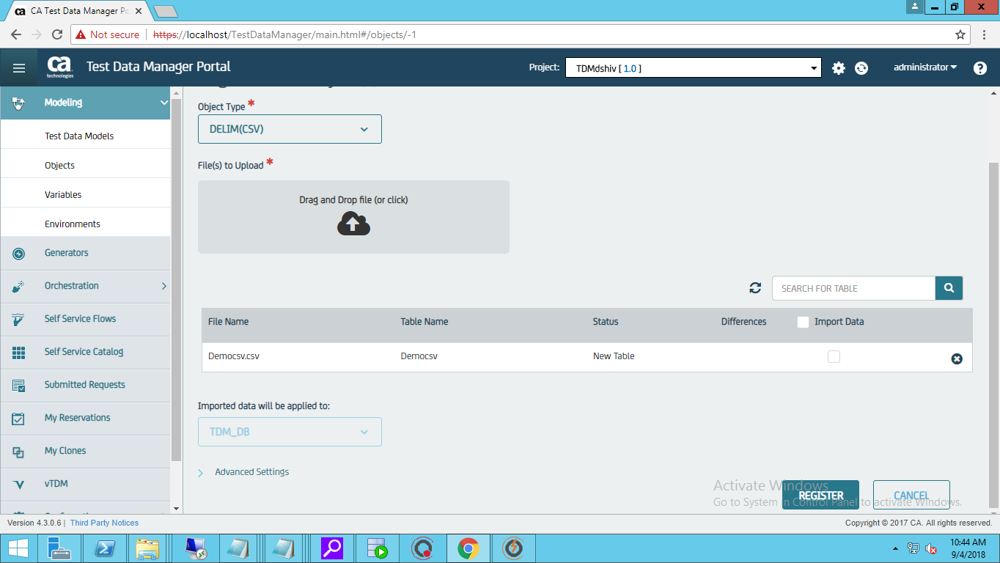 CA Test Data Manager Po
Not secure https://localhost/TestDataManager/main.html#/objects/-1
ca technologies
Test Data Manager Portal
Project:
TDMdshiv [ 1.0 ]
administrator
?
Modeling
Test Data Models
Objects
Variables
Environments
Generators
Orchestration
Self Service Flows
Self Service Catalog
Submitted Requests
My Reservations
My Clones
vTDM
Object Type *
DELIM(CSV)
File(s) to Upload *
Drag and Drop file (or click)
SEARCH FOR TABLE
File Name Table Name Status Differences Import Data
Democsv.csv Democsv New Table
Imported data will be applied to:
TDM_DB
Advanced Settings
Activate Windows
Go to System in Control Panel to activate Windows.
REGISTER
CANCEL
Version 4.3.0.6 | Third Party Notices
Copyright © 2017 CA. All rights reserved.
10:44 AM
9/4/2018